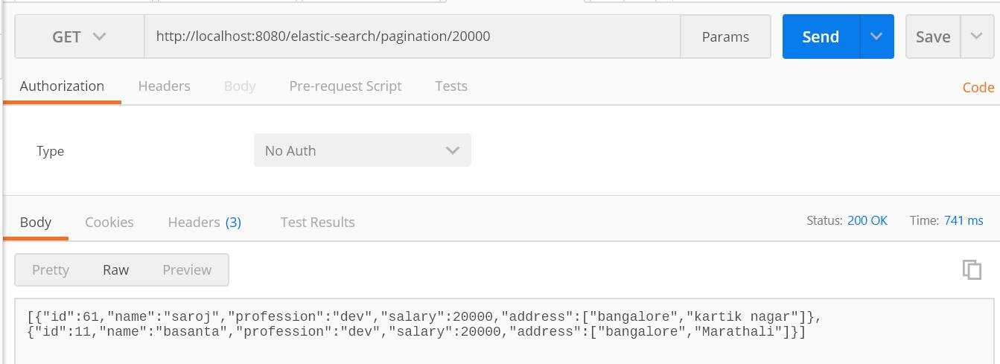 GET http://localhost:8080/elastic-search/pagination/20000 Params Send Save
Authorization Headers Body Pre-request Script Tests Code
Type No Auth
Body Cookies Headers (3) Test Results Status: 200 OK Time: 741 ms
Pretty Raw Preview
[{"id":61,"name":"saroj","profession":"dev","salary":20000,"address":["bangalore","kartik nagar"]},
{"id":11,"name":"basanta","profession":"dev","salary":20000,"address":["bangalore","Marathali"]}]